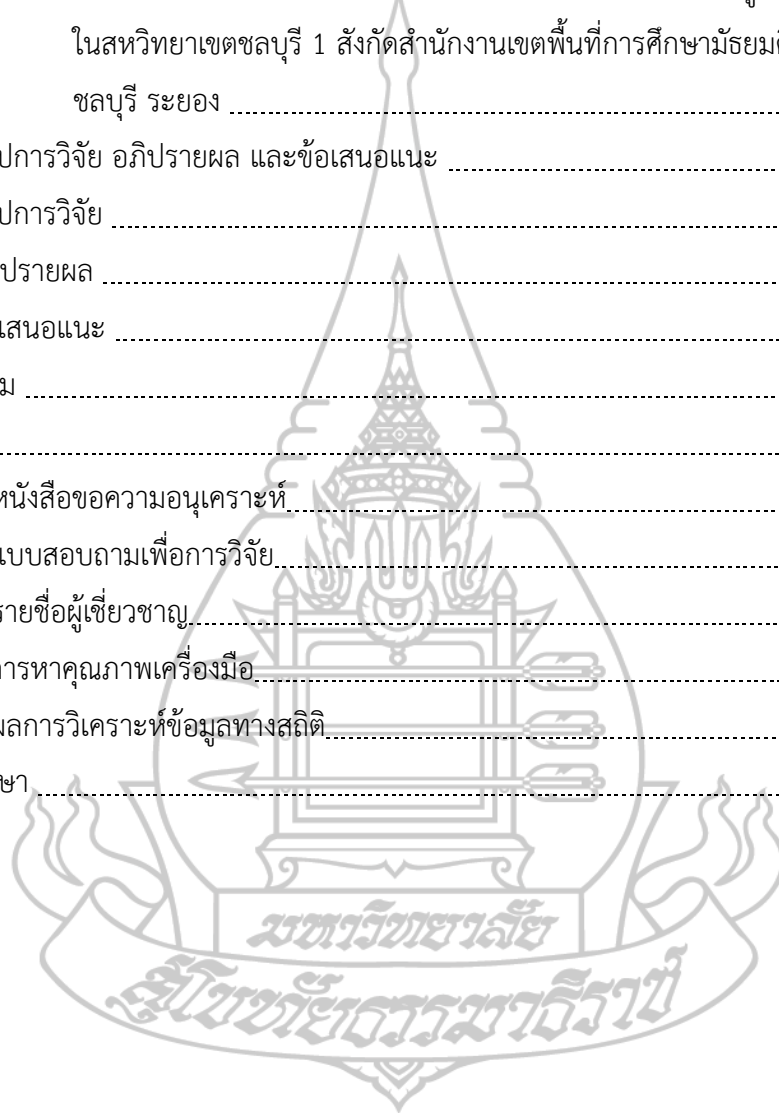 ในสหวิทยาเขตชลบุรี 1 สังกัดสำนักงานเขตพื้นที่การศึกษามัธยม
ชลบุรี ระยอง
ปการวิจัย อภิปรายผล และข้อเสนอแนะ
ปการวิจัย
ปรายผล
เสนอแนะ
ม
หนังสือขอความอนุเคราะห์
แบบสอบถามเพื่อการวิจัย
รายชื่อผู้เชี่ยวชาญ
การหาคุณภาพเครื่องมือ
ผลการวิเคราะห์ข้อมูลทางสถิติ
ษา
มหาวิทยาลัย
สุโขทัยธรรมาธิราช